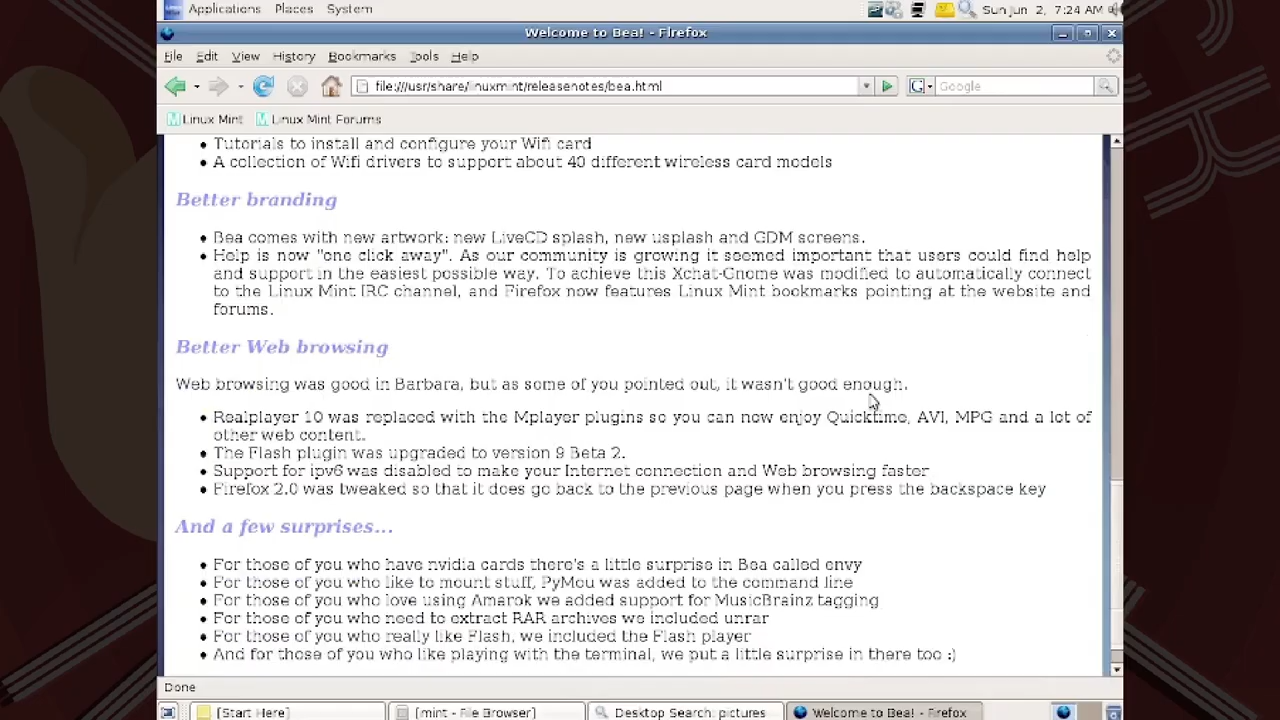 Applications Places System
Sun Jun 2, 7:24 AM
Welcome to Bea! - Firefox
File Edit View History Bookmarks Tools Help
file:///usr/share/linuxmint/releasenotes/bea.html
Google
Linux Mint Linux Mint Forums
• Tutorials to install and configure your Wifi card
• A collection of Wifi drivers to support about 40 different wireless card models
Better branding
• Bea comes with new artwork: new LiveCD splash, new usplash and GDM screens.
• Help is now "one click away". As our community is growing it seemed important that users could find help
and support in the easiest possible way. To achieve this Xchat-Gnome was modified to automatically connect
to the Linux Mint IRC channel, and Firefox now features Linux Mint bookmarks pointing at the website and
forums.
Better Web browsing
Web browsing was good in Barbara, but as some of you pointed out, it wasn't good enough.
• Realplayer 10 was replaced with the Mplayer plugins so you can now enjoy Quicktime, AVI, MPG and a lot of
other web content.
• The Flash plugin was upgraded to version 9 Beta 2.
• Support for ipv6 was disabled to make your Internet connection and Web browsing faster
• Firefox 2.0 was tweaked so that it does go back to the previous page when you press the backspace key
And a few surprises...
• For those of you who have nvidia cards there's a little surprise in Bea called envy
• For those of you who like to mount stuff, PyMou was added to the command line
• For those of you who love using Amarok we added support for MusicBrainz tagging
• For those of you who need to extract RAR archives we included unrar
• For those of you who really like Flash, we included the Flash player
• And for those of you who like playing with the terminal, we put a little surprise in there too :)
Done
[Start Here] [mint - File Browser] Desktop Search: pictures Welcome to Bea! - Firefox